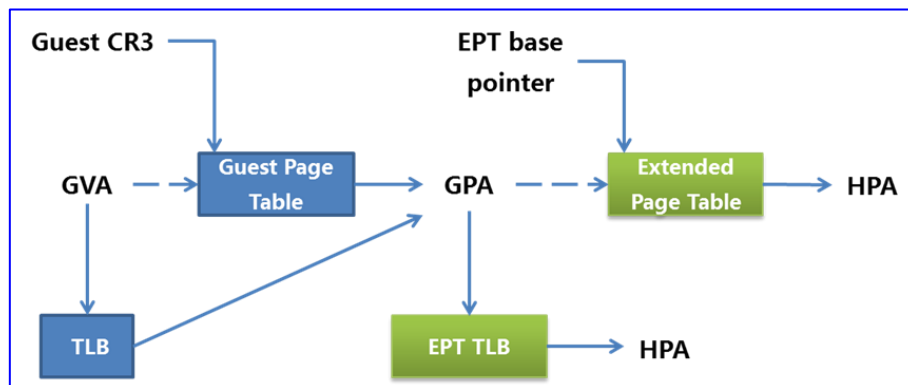 Guest CR3
EPT base
pointer
GVA
Guest Page
Table
GPA
Extended
Page Table
HPA
TLB
EPT TLB
HPA